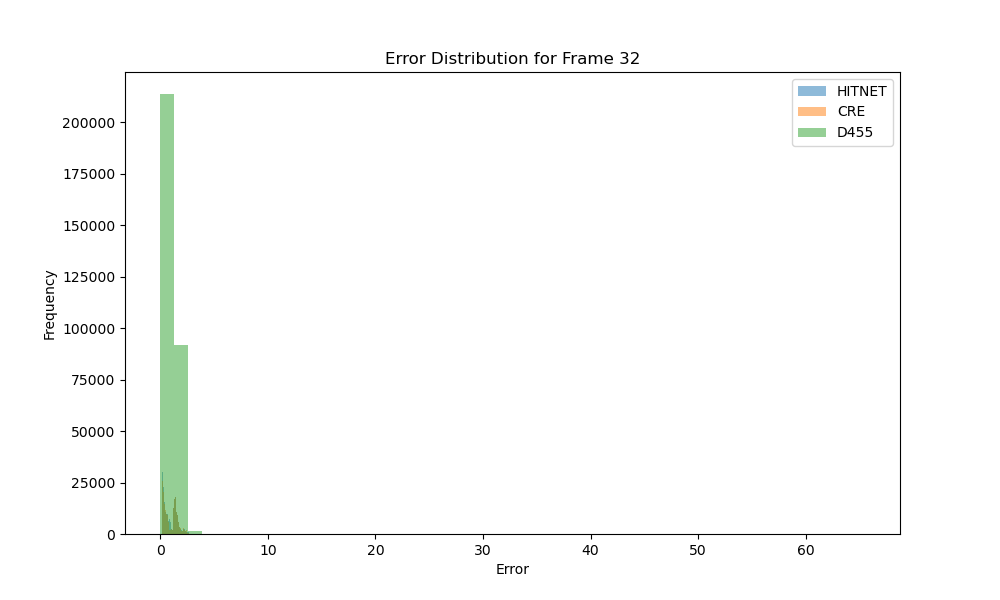 Error Distribution for Frame 32
HITNET
CRE
D455
200000
175000
150000
125000
100000
75000
50000
25000
0
Frequency
0 10 20 30 40 50 60
Error